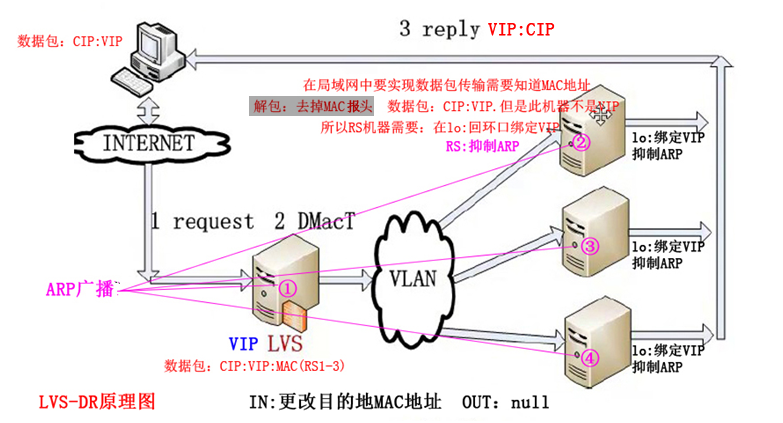 3 reply VIP:CIP
数据包：CIP:VIP
在局域网中要实现数据包传输需要知道MAC地址
解包：去掉MAC报头 数据包：CIP:VIP.但是此机器不是VIP
所以RS机器需要：在lo:回环口绑定VIP
RS:抑制ARP
②
lo:绑定VIP
抑制ARP
INTERNET
1 request 2 DMacT
③
lo:绑定VIP
抑制ARP
VLAN
ARP广播:
①
VIP LVS
④
lo:绑定VIP
抑制ARP
数据包：CIP:VIP:MAC(RS1-3)
LVS-DR原理图
IN:更改目的地MAC地址 OUT：null